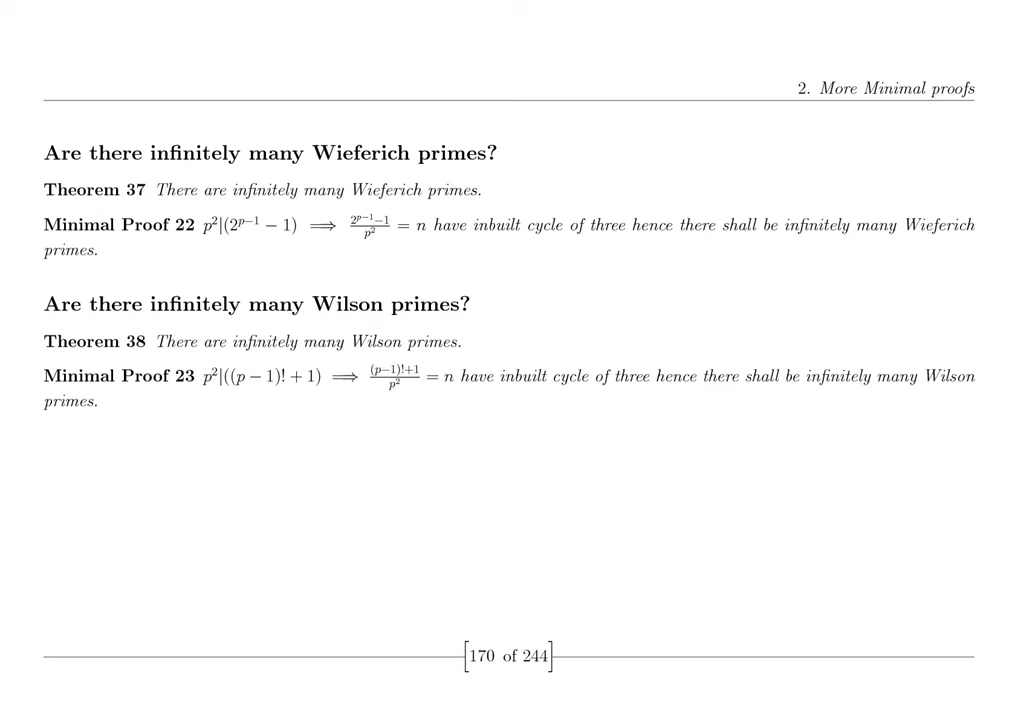 2. More Minimal proofs
Are there infinitely many Wieferich primes?
Theorem 37 There are infinitely many Wieferich primes.
Minimal Proof 22 p²|(2ᵖ⁻¹ − 1) ⟹ (2ᵖ⁻¹−1)/p² = n have inbuilt cycle of three hence there shall be infinitely many Wieferich
primes.
Are there infinitely many Wilson primes?
Theorem 38 There are infinitely many Wilson primes.
Minimal Proof 23 p²|((p − 1)! + 1) ⟹ ((p−1)!+1)/p² = n have inbuilt cycle of three hence there shall be infinitely many Wilson
primes.
[170 of 244]